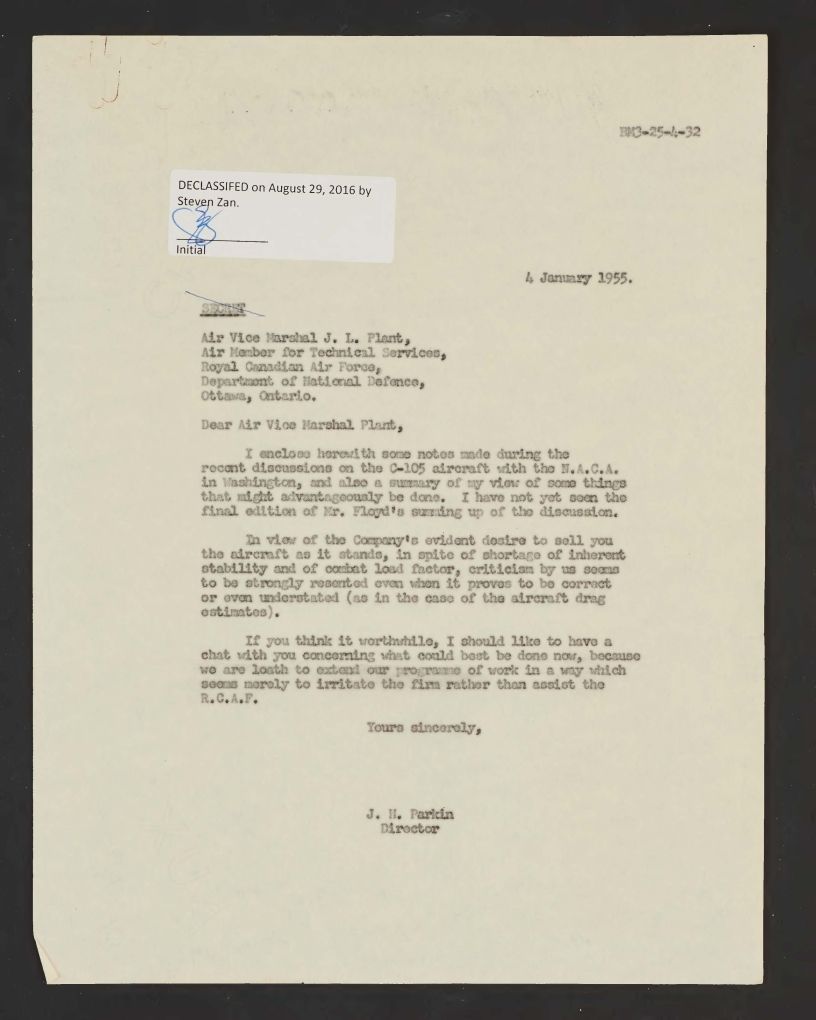 BM3-25-4-32
DECLASSIFED on August 29, 2016 by
Steven Zan.
Initial
4 January 1955.
SECRET
Air Vice Marshal J. L. Plant,
Air Member for Technical Services,
Royal Canadian Air Force,
Department of National Defence,
Ottawa, Ontario.
Dear Air Vice Marshal Plant,
I enclose herewith some notes made during the
recent discussions on the C-105 aircraft with the N.A.C.A.
in Washington, and also a summary of my view of some things
that might advantageously be done. I have not yet seen the
final edition of Mr. Floyd's summing up of the discussion.
In view of the Company's evident desire to sell you
the aircraft as it stands, in spite of shortage of inherent
stability and of combat load factor, criticism by us seems
to be strongly resented even when it proves to be correct
or even understated (as in the case of the aircraft drag
estimates).
If you think it worthwhile, I should like to have a
chat with you concerning what could best be done now, because
we are loath to extend our programme of work in a way which
seems merely to irritate the firm rather than assist the
R.C.A.F.
Yours sincerely,
J. H. Parkin
Director